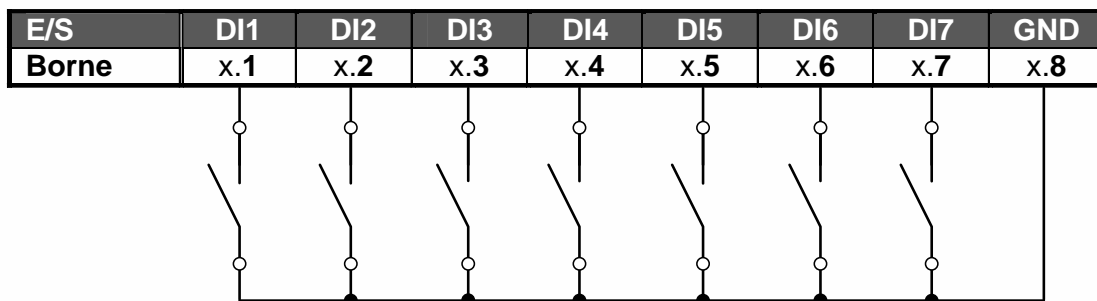 E/S DI1 DI2 DI3 DI4 DI5 DI6 DI7 GND
Borne x.1 x.2 x.3 x.4 x.5 x.6 x.7 x.8